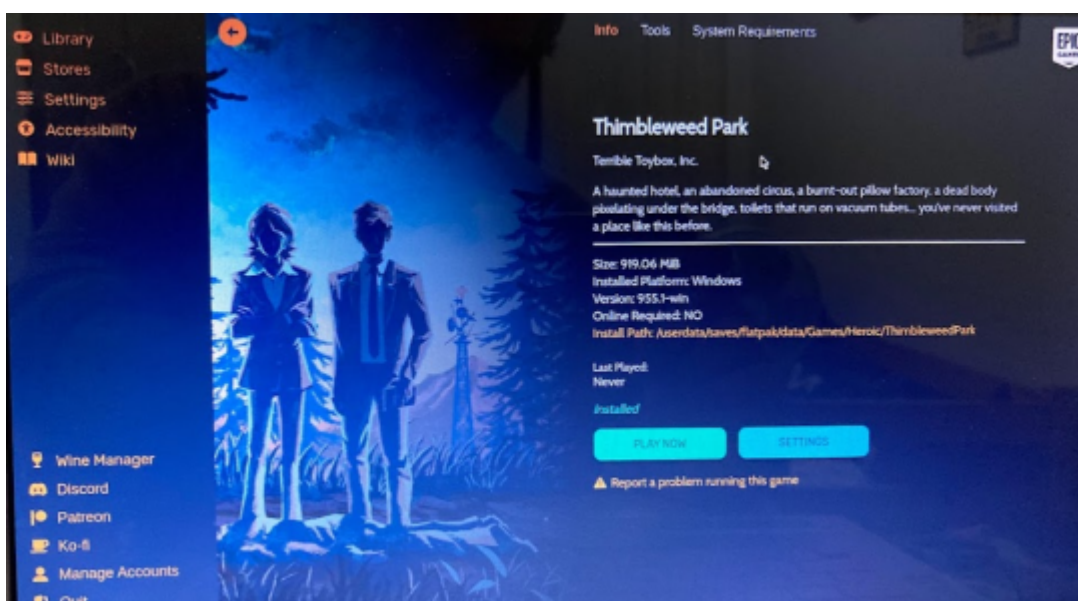 Library
Stores
Settings
Accessibility
Wiki
Wine Manager
Discord
Patreon
Ko-fi
Manage Accounts
Quit
Info Tools System Requirements
EPIC
GAMES
Thimbleweed Park
Terrible Toybox, Inc.
A haunted hotel, an abandoned circus, a burnt-out pillow factory, a dead body
pixelating under the bridge, toilets that run on vacuum tubes... you've never visited
a place like this before.
Size: 919.06 MiB
Installed Platform: Windows
Version: 955.1-win
Online Required: NO
Install Path: /userdata/saves/flatpak/data/Games/Heroic/ThimbleweedPark
Last Played:
Never
Installed
PLAY NOW SETTINGS
Report a problem running this game